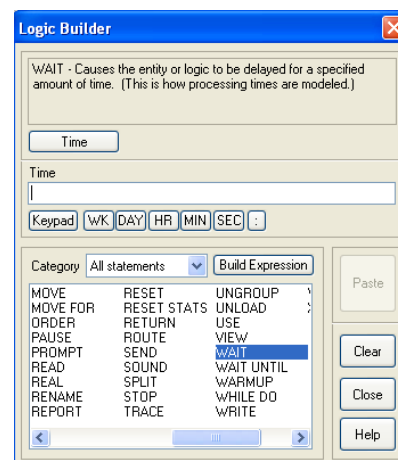 Logic Builder
WAIT - Causes the entity or logic to be delayed for a specified
amount of time. (This is how processing times are modeled.)
Time
Time
Keypad WK DAY HR MIN SEC :
Category All statements Build Expression
Paste
MOVE RESET UNGROUP
MOVE FOR RESET STATS UNLOAD
ORDER RETURN USE
PAUSE ROUTE VIEW
PROMPT SEND WAIT
READ SOUND WAIT UNTIL
REAL SPLIT WARMUP
RENAME STOP WHILE DO
REPORT TRACE WRITE
Clear
Close
Help